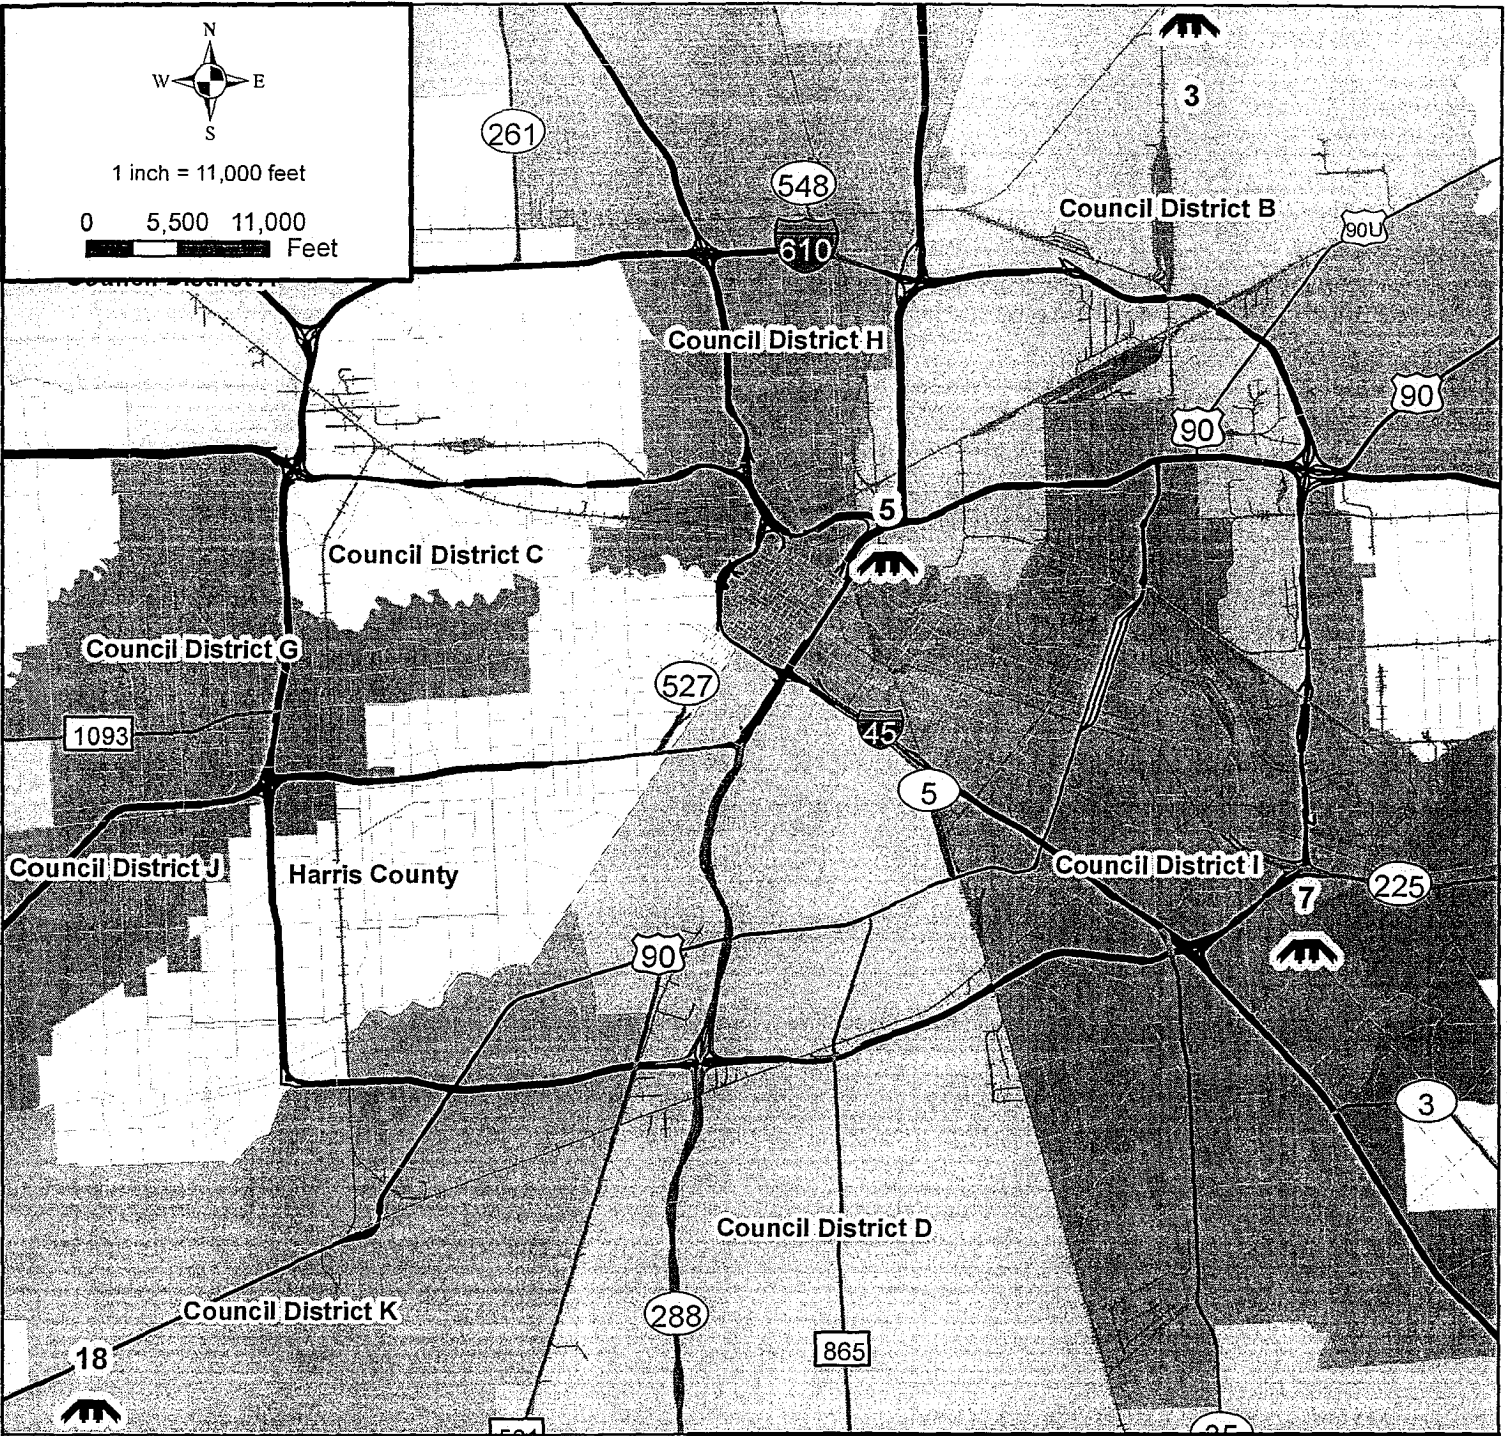 N
W E
S
1 inch = 11,000 feet
0 5,500 11,000
Feet
261
3
548
610
Council District B
90U
Council District H
90
90
5
Council District C
Council District G
527
1093
45
5
Council District J
Harris County
Council District I
225
7
90
3
Council District D
Council District K
288
865
18